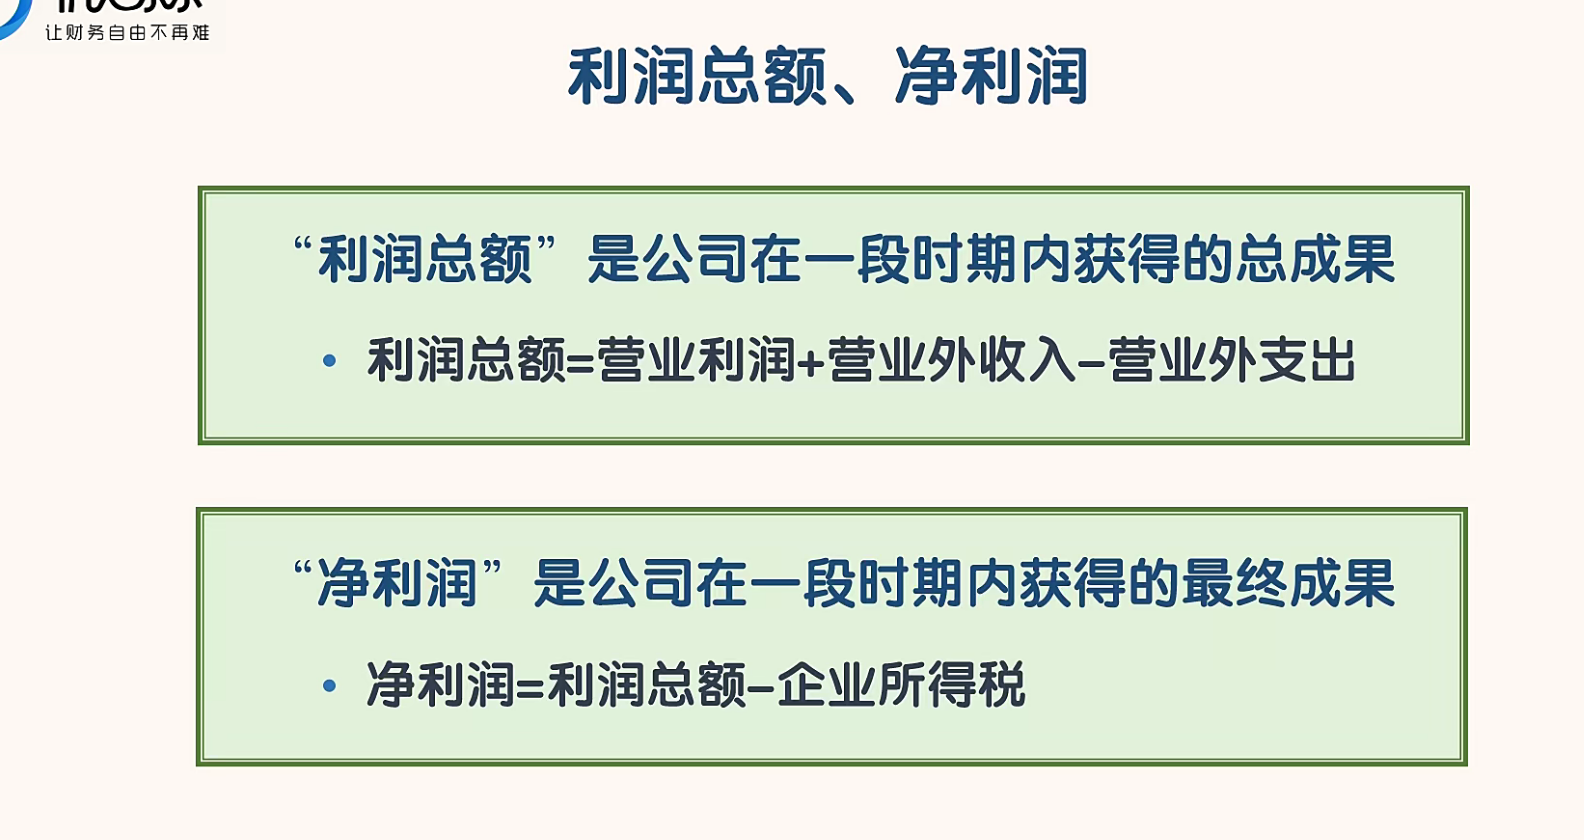 让财务自由不再难
利润总额、净利润
“利润总额”是公司在一段时期内获得的总成果
• 利润总额=营业利润+营业外收入-营业外支出
“净利润”是公司在一段时期内获得的最终成果
• 净利润=利润总额-企业所得税